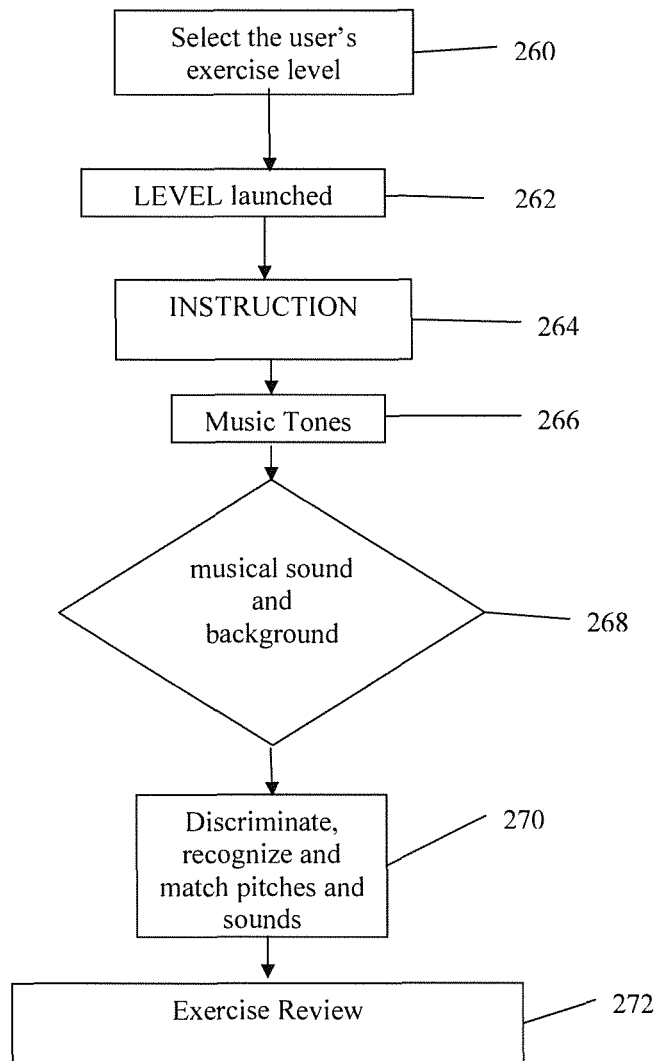 Select the user's
exercise level
260
LEVEL launched
262
INSTRUCTION
264
Music Tones
266
musical sound
and
background
268
Discriminate,
recognize and
match pitches and
sounds
270
Exercise Review
272